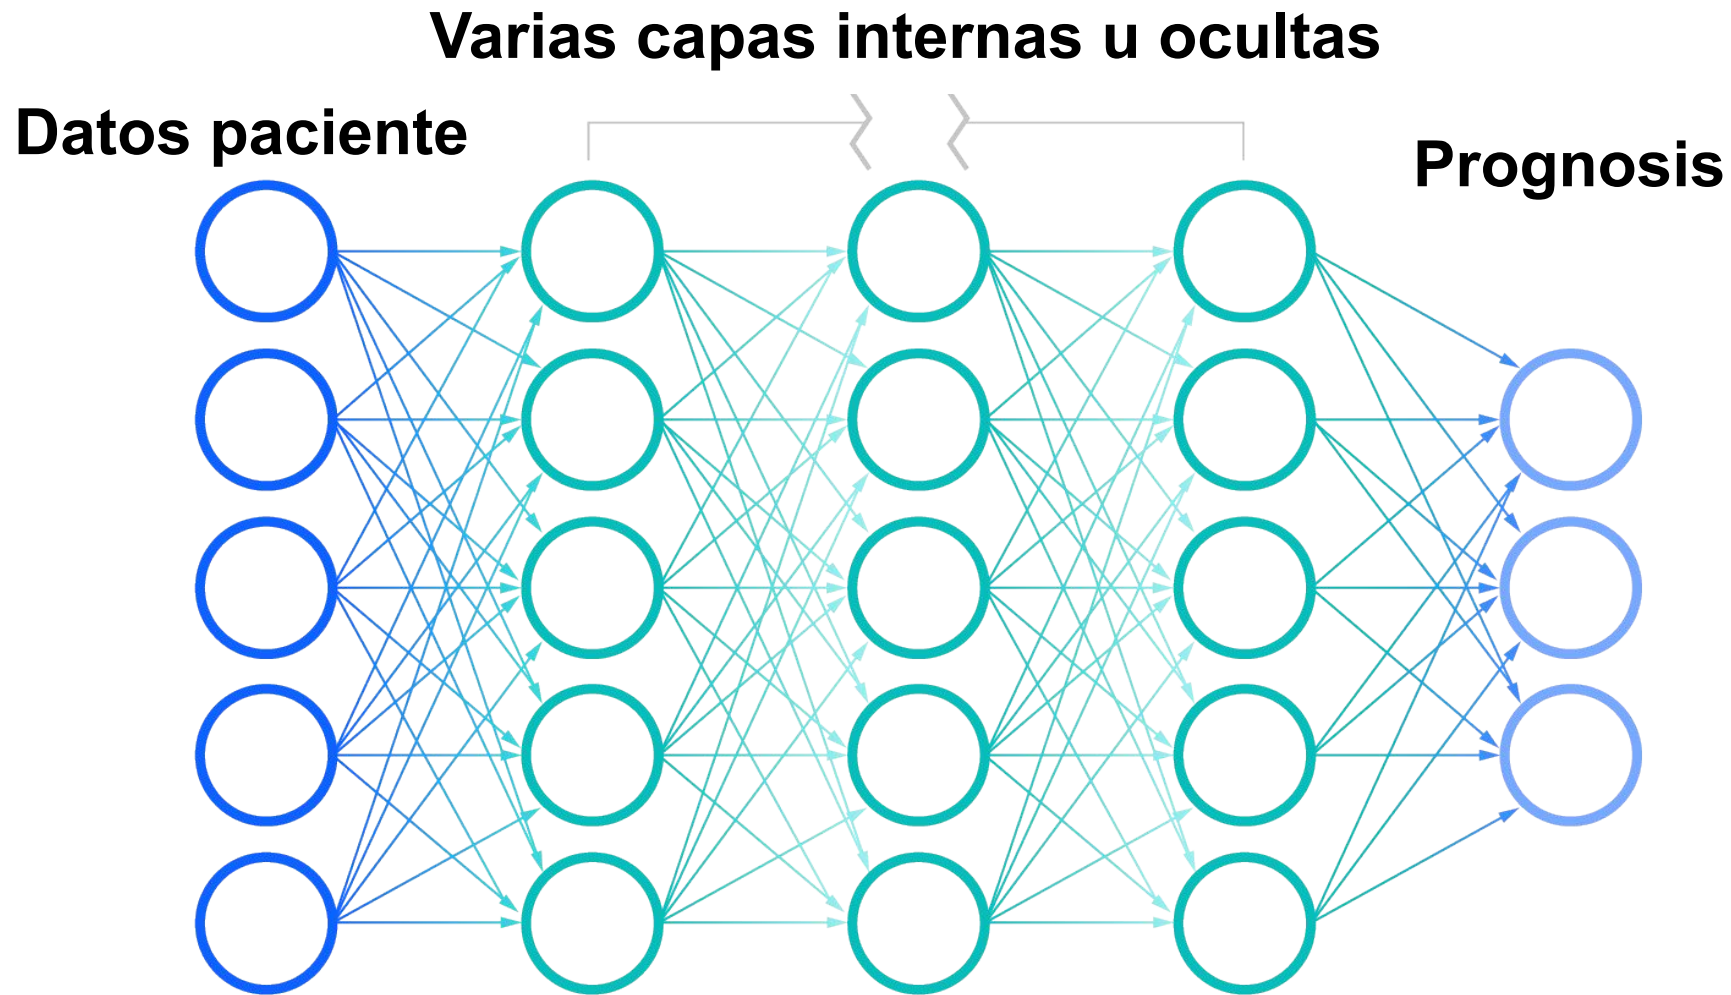 Varias capas internas u ocultas
Datos paciente
Prognosis